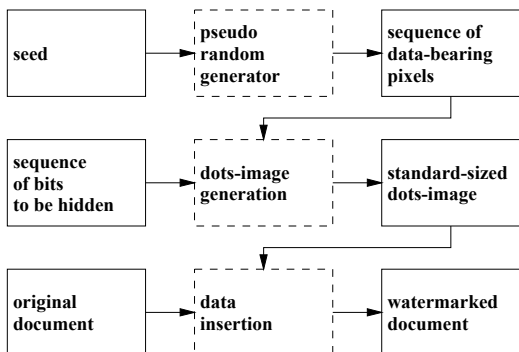 seed
pseudo
random
generator
sequence of
data-bearing
pixels
sequence
of bits
to be hidden
dots-image
generation
standard-sized
dots-image
original
document
data
insertion
watermarked
document